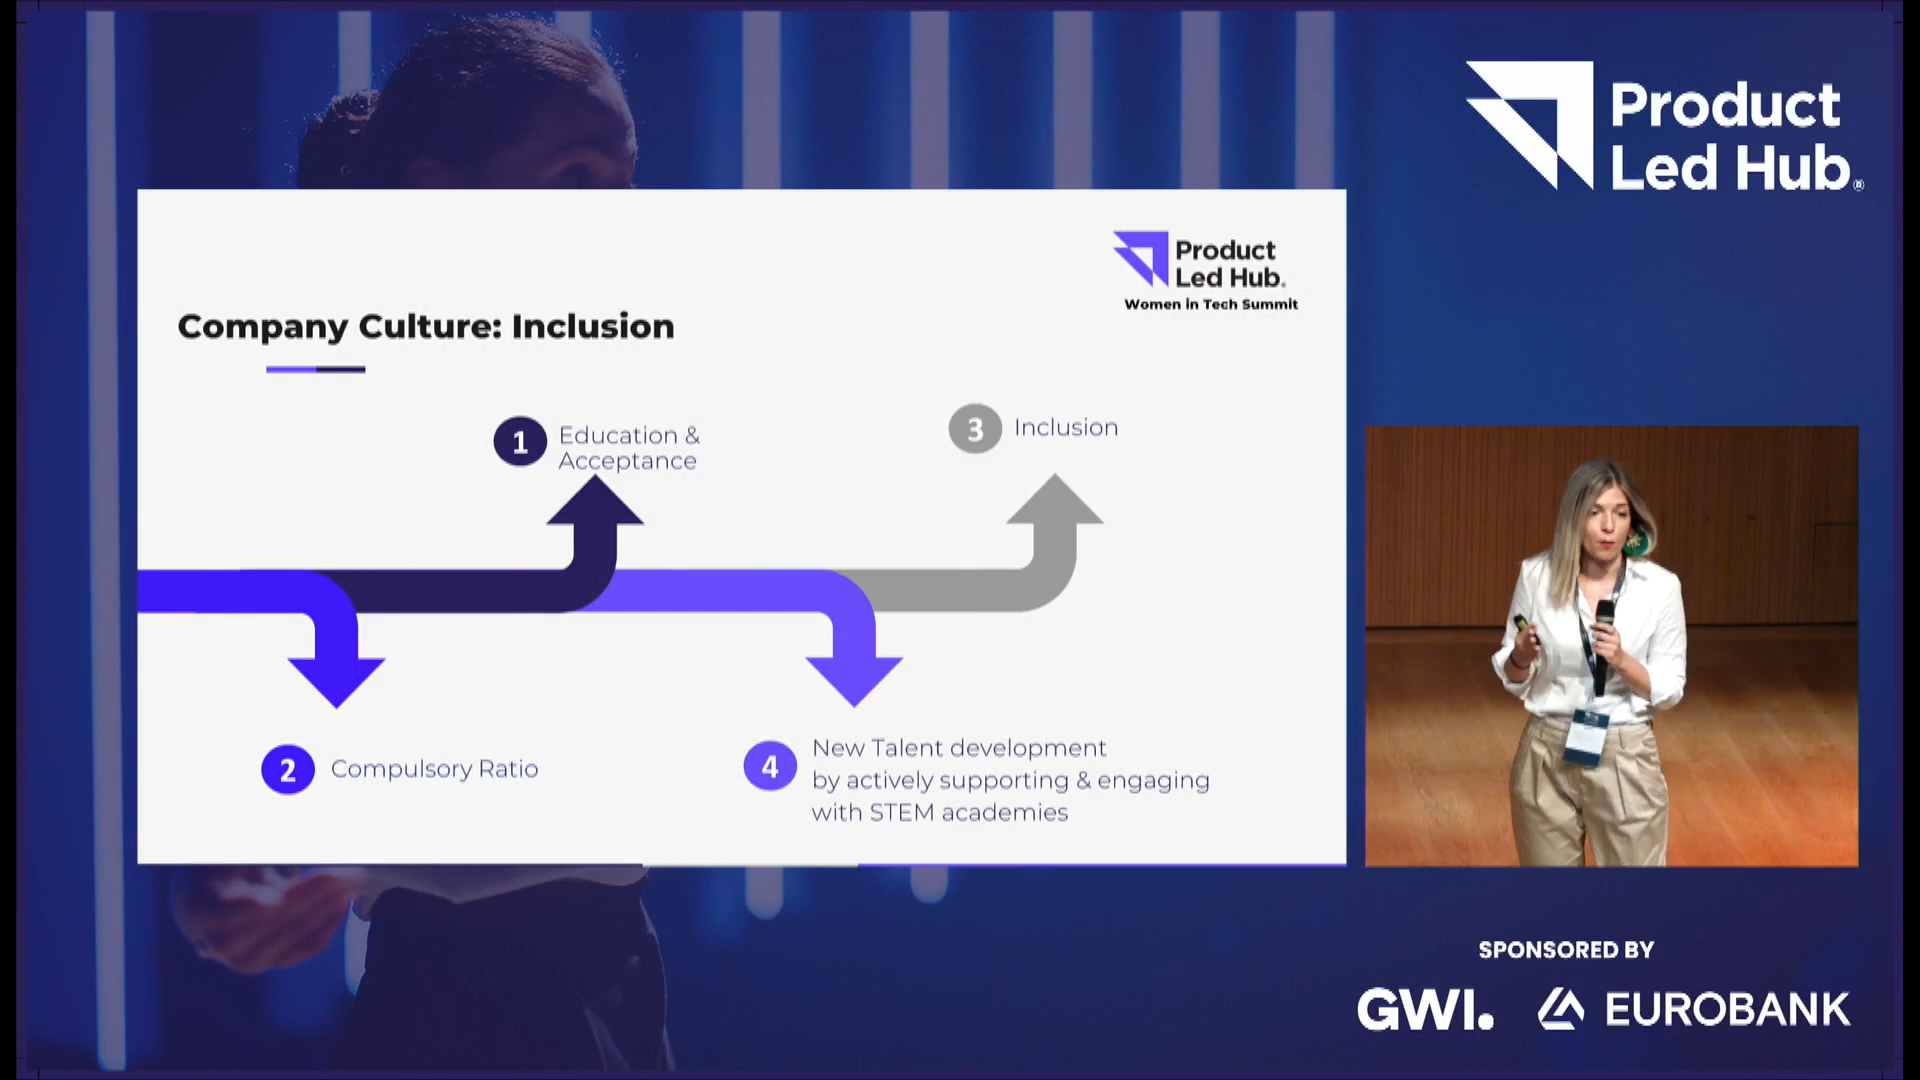 Product
Led Hub®
Product
Led Hub.
Women in Tech Summit
Company Culture: Inclusion
1
Education &
Acceptance
3
Inclusion
2
Compulsory Ratio
4
New Talent development
by actively supporting & engaging
with STEM academies
SPONSORED BY
GWI.
EUROBANK